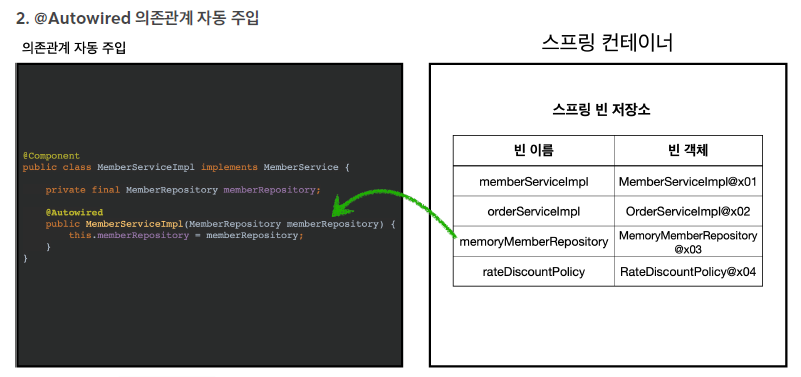 2. @Autowired 의존관계 자동 주입
의존관계 자동 주입
@Component
public class MemberServiceImpl implements MemberService {
private final MemberRepository memberRepository;
@Autowired
public MemberServiceImpl(MemberRepository memberRepository) {
this.memberRepository = memberRepository;
}
}
스프링 컨테이너
스프링 빈 저장소
빈 이름 빈 객체
memberServiceImpl MemberServiceImpl@x01
orderServiceImpl OrderServiceImpl@x02
memoryMemberRepository MemoryMemberRepository
@x03
rateDiscountPolicy RateDiscountPolicy@x04